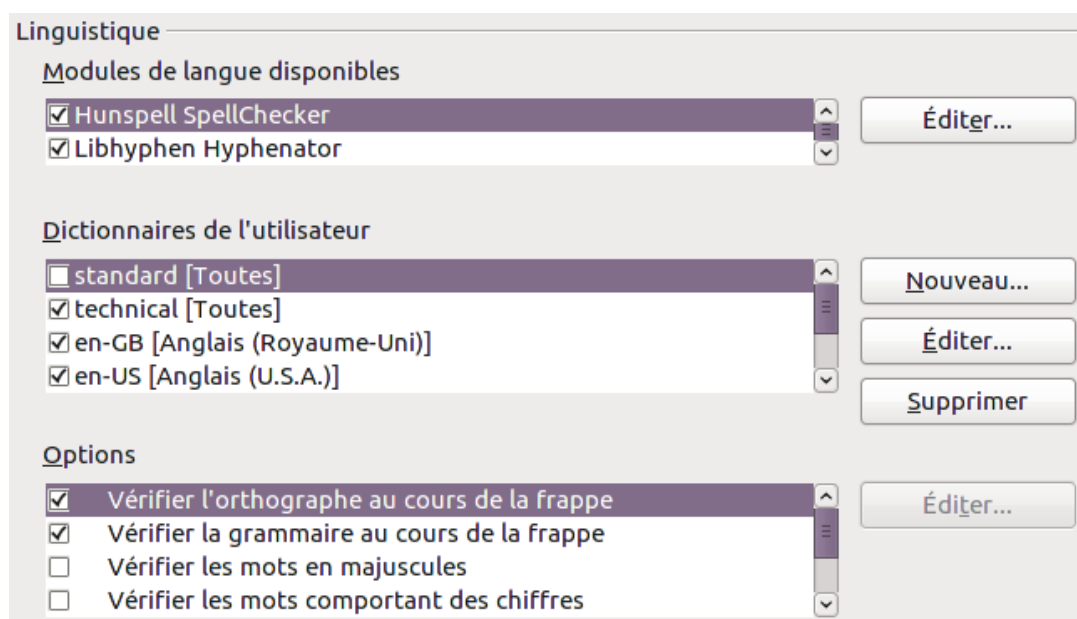 Linguistique
Modules de langue disponibles
Hunspell SpellChecker
Éditer...
Libhyphen Hyphenator
Dictionnaires de l'utilisateur
standard [Toutes]
Nouveau...
technical [Toutes]
en-GB [Anglais (Royaume-Uni)]
Éditer...
en-US [Anglais (U.S.A.)]
Supprimer
Options
Vérifier l'orthographe au cours de la frappe
Éditer...
Vérifier la grammaire au cours de la frappe
Vérifier les mots en majuscules
Vérifier les mots comportant des chiffres